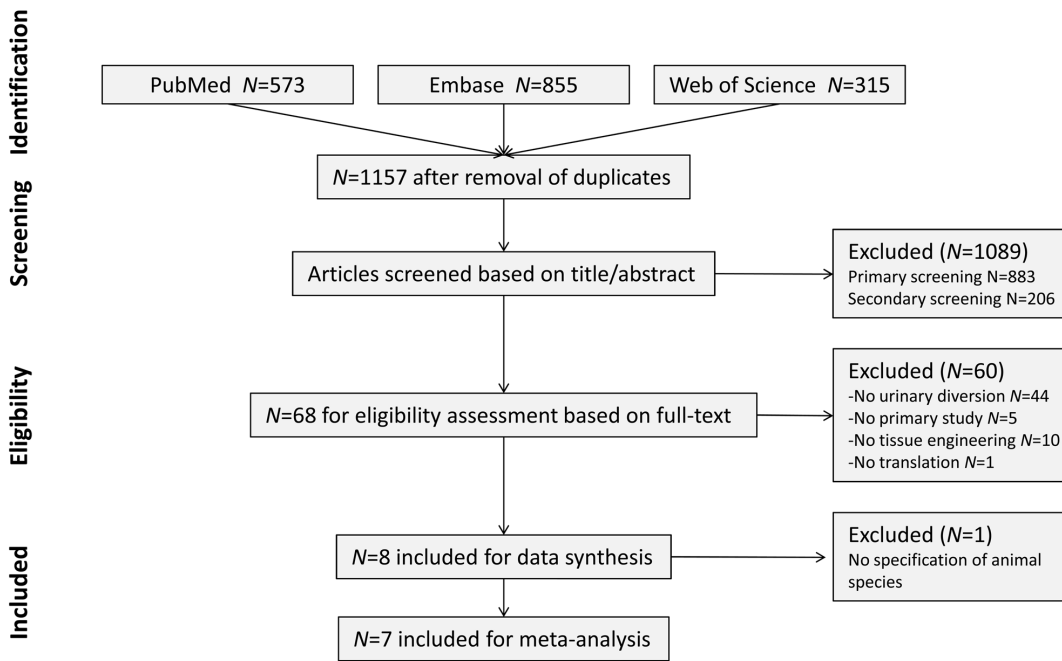 Identification
PubMed N=573
Embase N=855
Web of Science N=315
N=1157 after removal of duplicates
Screening
Articles screened based on title/abstract
Excluded (N=1089)
Primary screening N=883
Secondary screening N=206
Eligibility
N=68 for eligibility assessment based on full-text
Excluded (N=60)
-No urinary diversion N=44
-No primary study N=5
-No tissue engineering N=10
-No translation N=1
Included
N=8 included for data synthesis
Excluded (N=1)
No specification of animal
species
N=7 included for meta-analysis